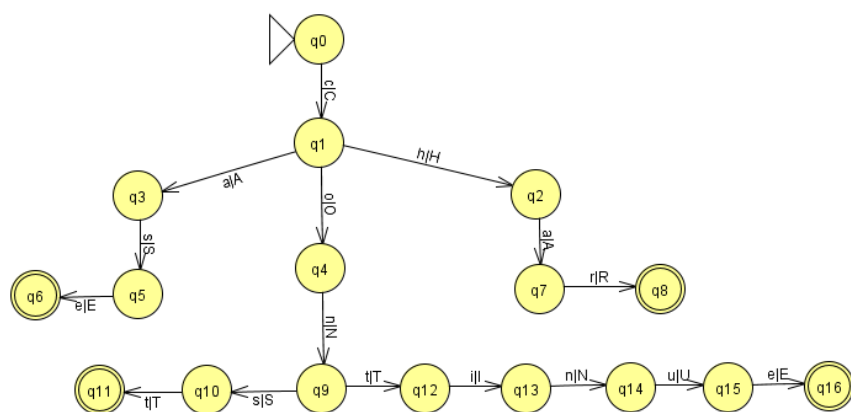 q0
c|C
q1
a|A
h|H
q3
o|O
q2
s|S
q4
a|A
q6
e|E
q5
q7
r|R
q8
n|N
q11
t|T
q10
s|S
q9
t|T
q12
i|I
q13
n|N
q14
u|U
q15
e|E
q16